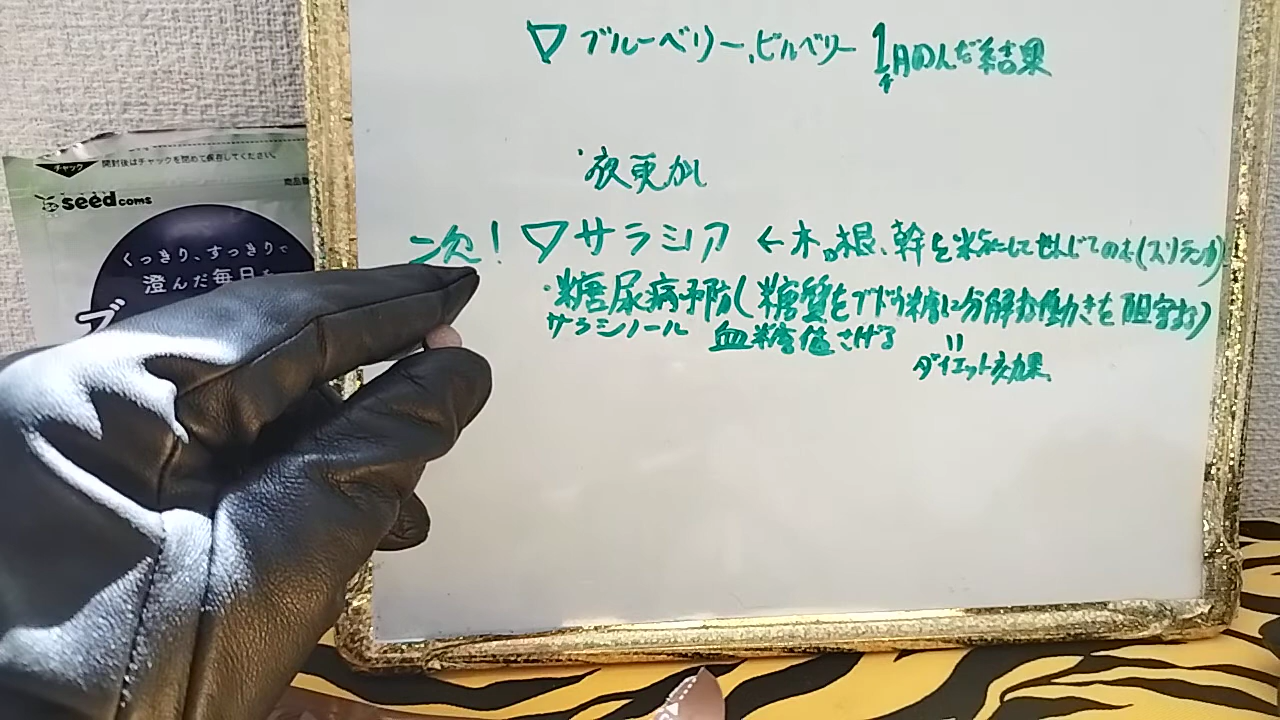 ▽ブルーベリー、ビルベリー 1ヶ月のんだ結果
・夜更かし
次!▽サラシア ←木の根、幹を粉にしてせんじてのむ(スリランカ)
・糖尿病予防(糖質をブドウ糖に分解する働きを阻害する)
サラシノール 血糖値さげる 〃
ダイエット効果
チャック 開封後はチャックを閉めて保存してください。
seedcoms
くっきり、すっきりで
澄んだ毎日を
ブ